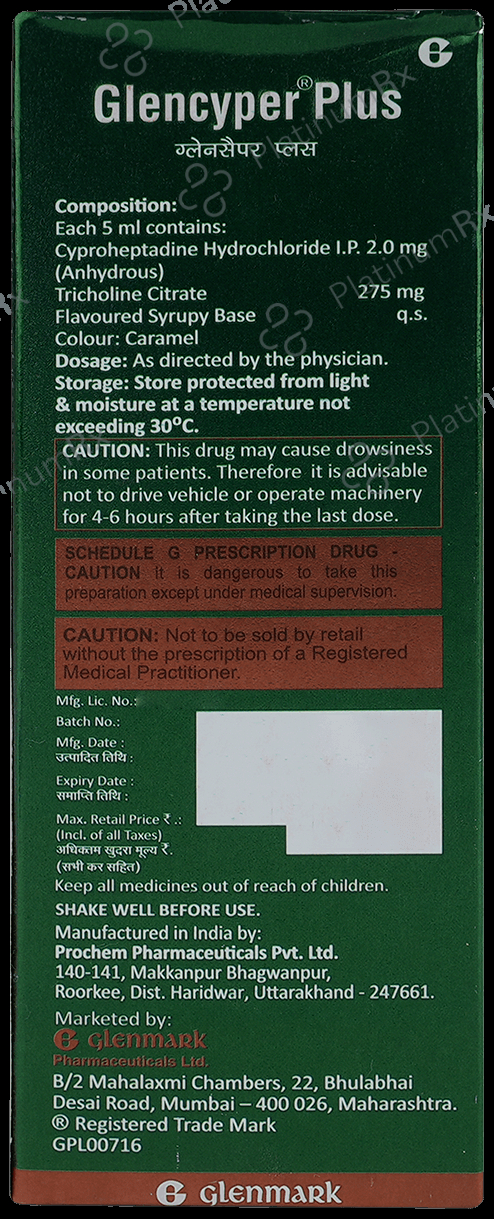 Glencyper® Plus
ग्लेनसैपर प्लस
Composition:
Each 5 ml contains:
Cyproheptadine Hydrochloride I.P. 2.0 mg
(Anhydrous)
Tricholine Citrate 275 mg
Flavoured Syrupy Base q.s.
Colour: Caramel
Dosage: As directed by the physician.
Storage: Store protected from light
& moisture at a temperature not
exceeding 30⁰C.
CAUTION: This drug may cause drowsiness
in some patients. Therefore it is advisable
not to drive vehicle or operate machinery
for 4-6 hours after taking the last dose.
SCHEDULE G PRESCRIPTION DRUG -
CAUTION It is dangerous to take this
preparation except under medical supervision.
CAUTION: Not to be sold by retail
without the prescription of a Registered
Medical Practitioner.
Mfg. Lic. No.:
Batch No.:
Mfg. Date :
उत्पादित तिथि :
Expiry Date :
समाप्ति तिथि :
Max. Retail Price ₹ .:
(Incl. of all Taxes)
अधिकतम खुदरा मूल्य ₹.
(सभी कर सहित)
Keep all medicines out of reach of children.
SHAKE WELL BEFORE USE.
Manufactured in India by:
Prochem Pharmaceuticals Pvt. Ltd.
140-141, Makkanpur Bhagwanpur,
Roorkee, Dist. Haridwar, Uttarakhand - 247661.
Marketed by:
glenmark
Pharmaceuticals Ltd.
B/2 Mahalaxmi Chambers, 22, Bhulabhai
Desai Road, Mumbai – 400 026, Maharashtra.
® Registered Trade Mark
GPL00716
glenmark
PlatinumRx
PlatinumRx
PlatinumRx